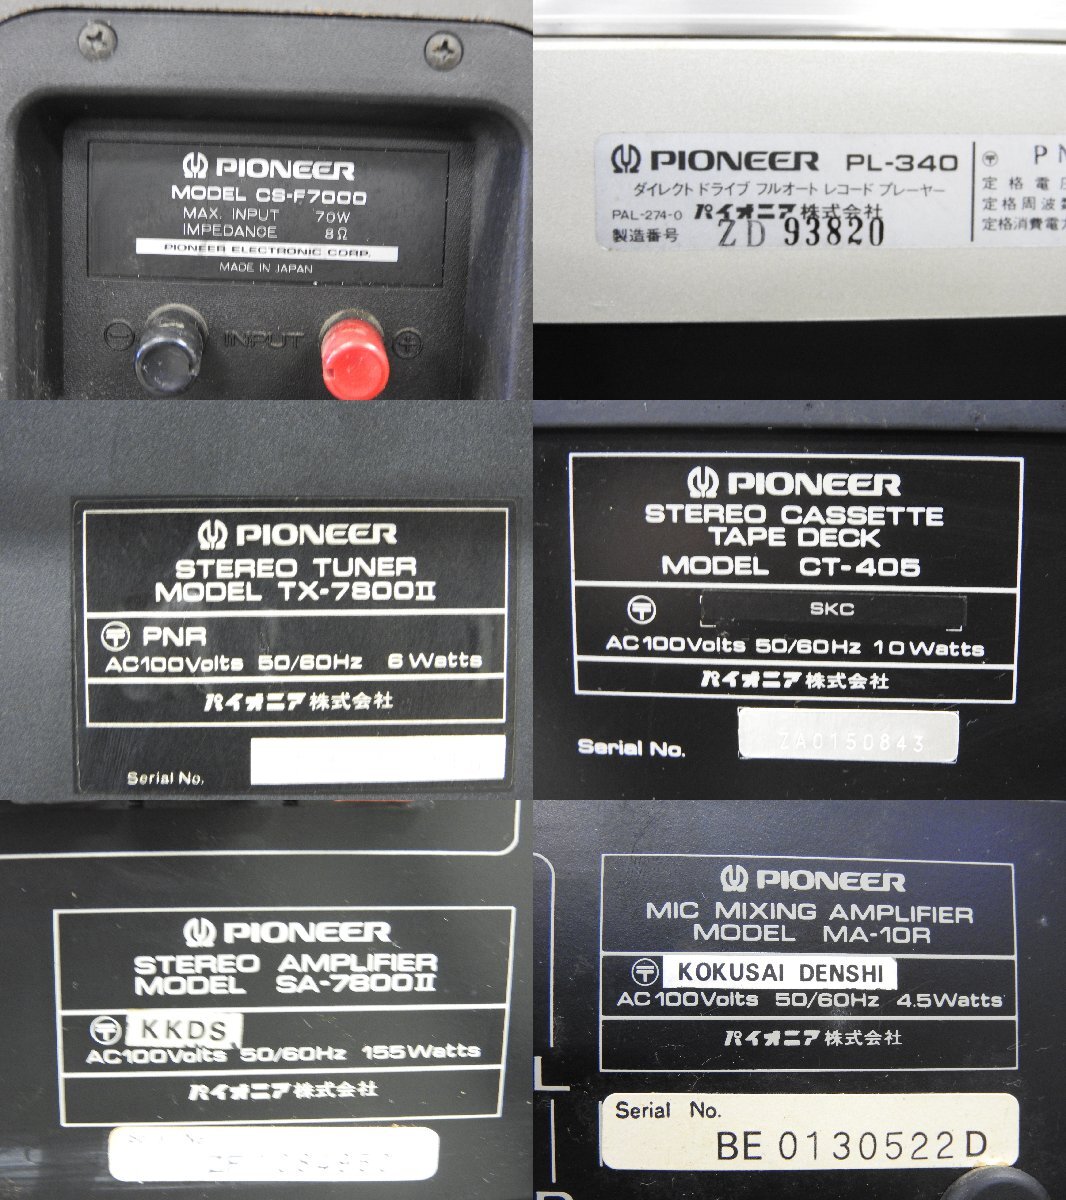 PIONEER
MODEL CS-F7000
MAX. INPUT 70W
IMPEDANCE 8Ω
PIONEER ELECTRONIC CORP.
MADE IN JAPAN
⊖ INPUT ⊕
PIONEER PL-340
ダイレクト ドライブ フルオート レコード プレーヤー
PAL-274-0 パイオニア株式会社
製造番号 ZD 93820
〒 PN
定格電圧
定格周波数
定格消費電力
PIONEER
STEREO TUNER
MODEL TX-7800II
〒 PNR
AC100Volts 50/60Hz 6 Watts
パイオニア株式会社
Serial No.
PIONEER
STEREO CASSETTE
TAPE DECK
MODEL CT-405
〒 SKC
AC100Volts 50/60Hz 10Watts
パイオニア株式会社
Serial No. ZA0150843
PIONEER
STEREO AMPLIFIER
MODEL SA-7800II
〒 KKDS
AC100Volts 50/60Hz 155Watts
パイオニア株式会社
Serial No.
PIONEER
MIC MIXING AMPLIFIER
MODEL MA-10R
〒 KOKUSAI DENSHI
AC100Volts 50/60Hz 4.5Watts
パイオニア株式会社
L
Serial No.
BE 0130522D